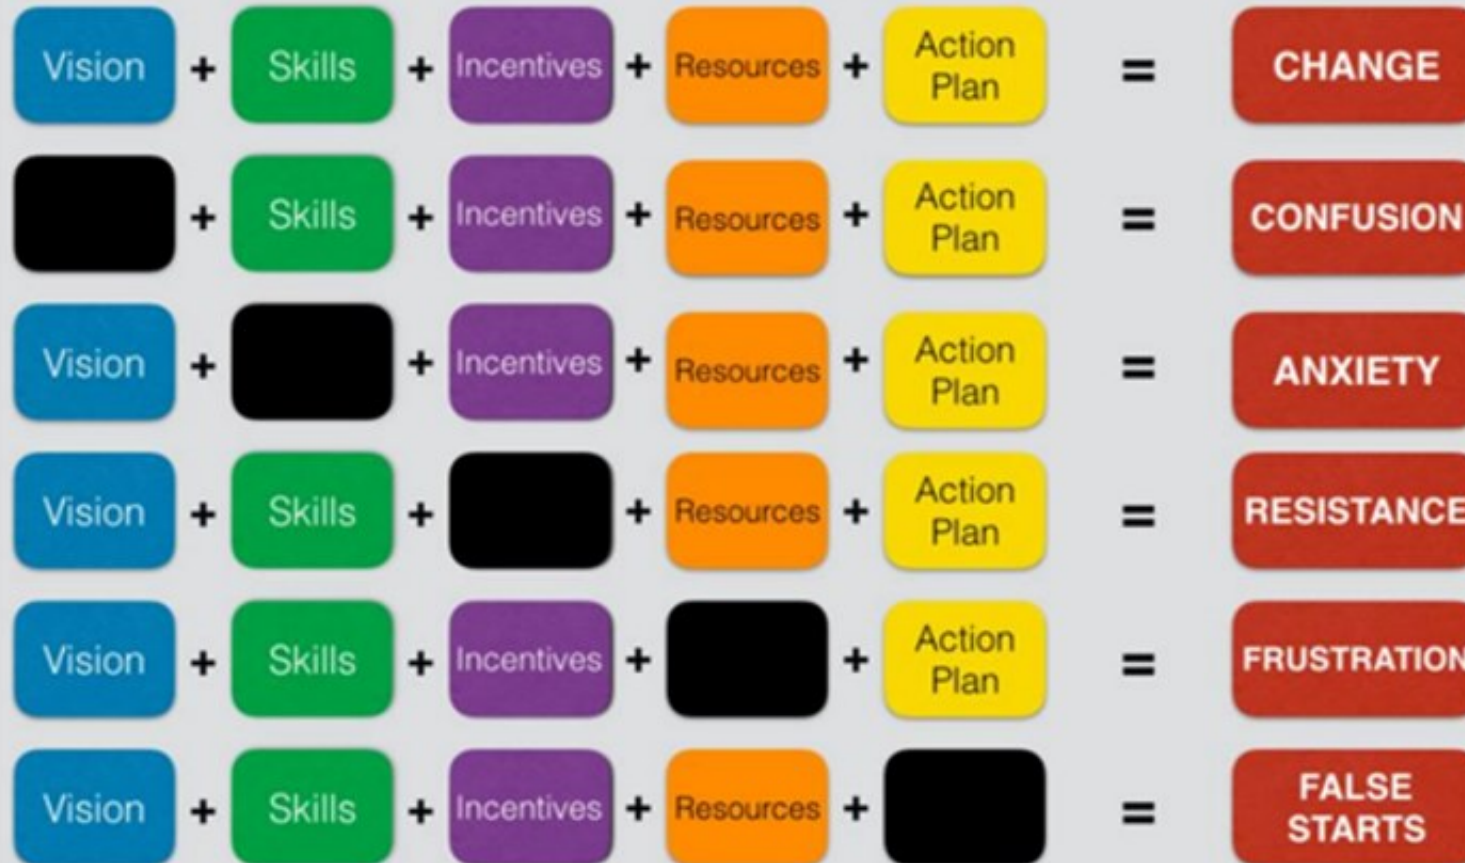 Vision + Skills + Incentives + Resources + Action Plan = CHANGE
+ Skills + Incentives + Resources + Action Plan = CONFUSION
Vision + + Incentives + Resources + Action Plan = ANXIETY
Vision + Skills + + Resources + Action Plan = RESISTANCE
Vision + Skills + Incentives + + Action Plan = FRUSTRATION
Vision + Skills + Incentives + Resources + = FALSE STARTS